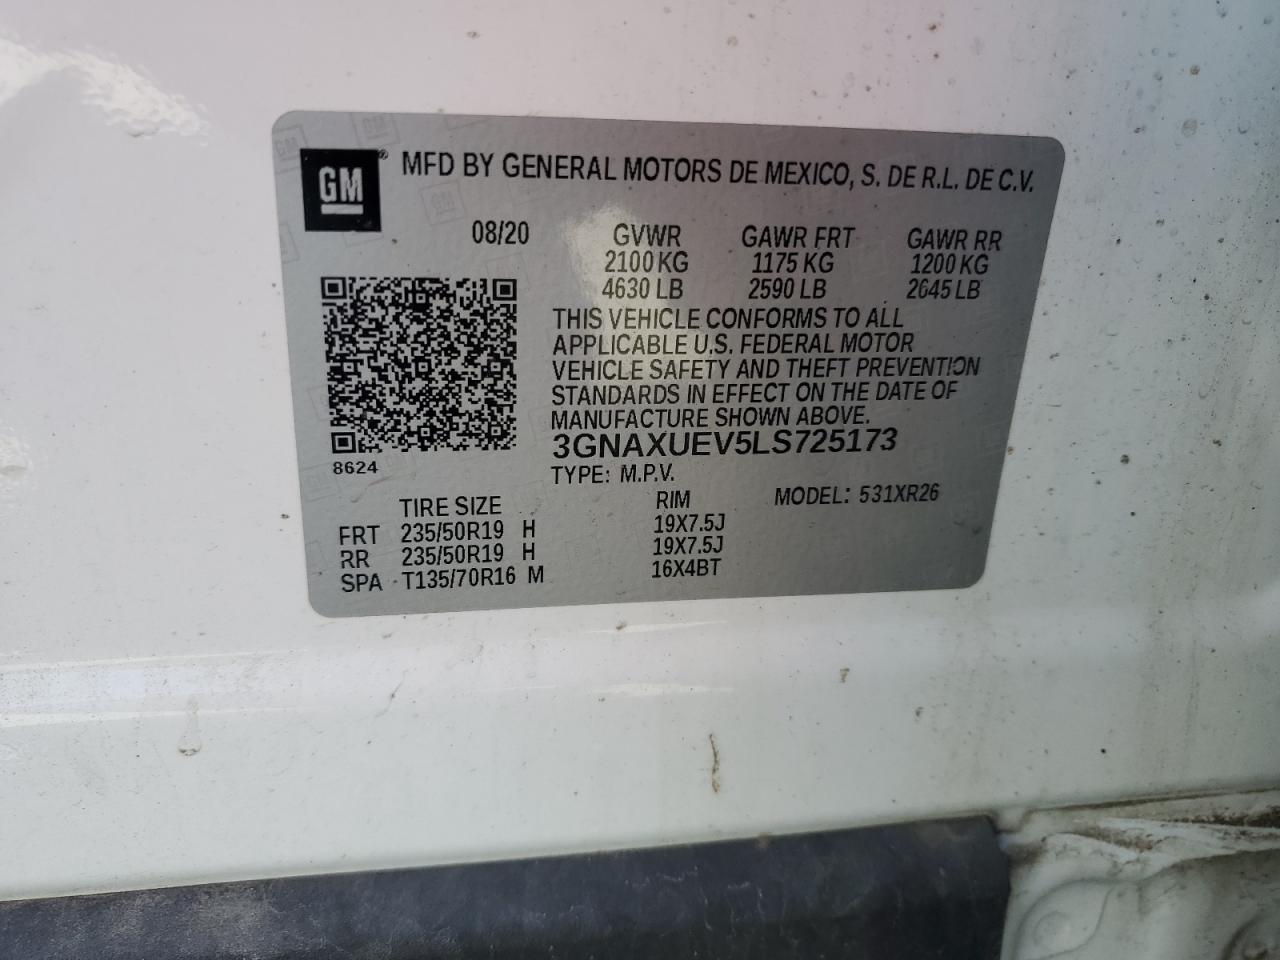 GM® MFD BY GENERAL MOTORS DE MEXICO, S. DE R.L. DE C.V.
08/20 GVWR GAWR FRT GAWR RR
2100 KG 1175 KG 1200 KG
4630 LB 2590 LB 2645 LB
THIS VEHICLE CONFORMS TO ALL
APPLICABLE U.S. FEDERAL MOTOR
VEHICLE SAFETY AND THEFT PREVENTION
STANDARDS IN EFFECT ON THE DATE OF
MANUFACTURE SHOWN ABOVE.
3GNAXUEV5LS725173
8624
TYPE: M.P.V.
TIRE SIZE RIM MODEL: 531XR26
FRT 235/50R19 H 19X7.5J
RR 235/50R19 H 19X7.5J
SPA T135/70R16 M 16X4BT